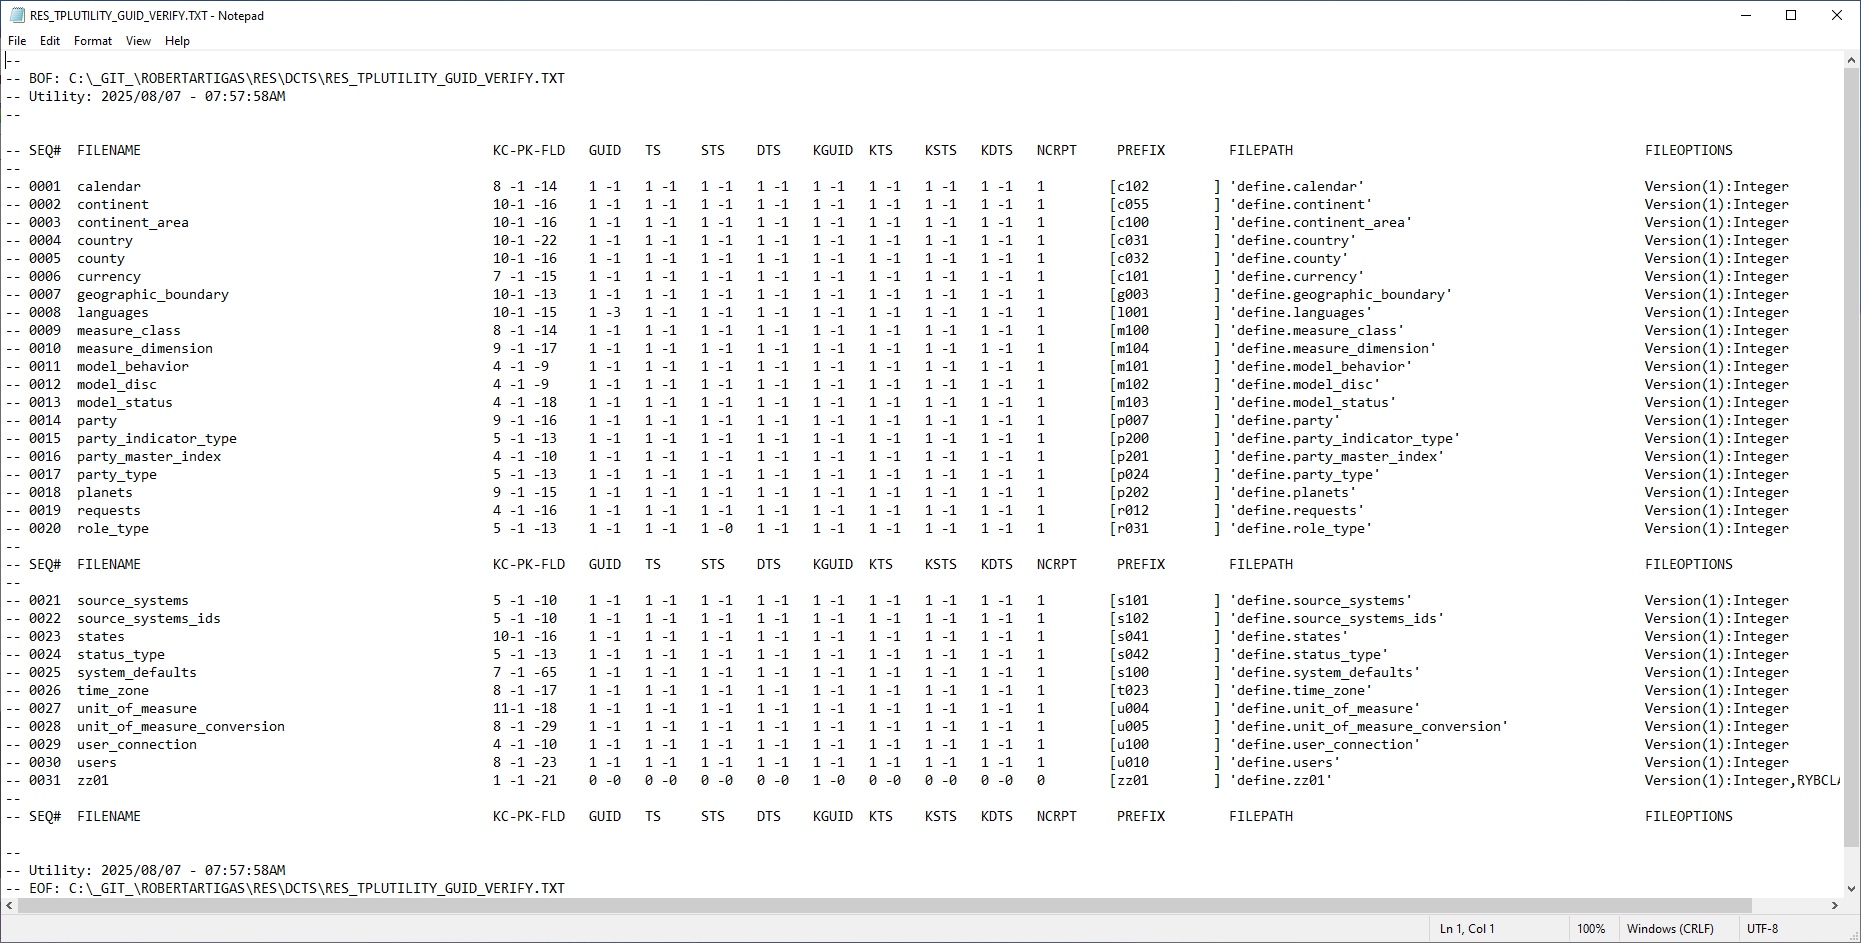 RES_TPLUTILITY_GUID_VERIFY.TXT - Notepad
File Edit Format View Help
--
-- BOF: C:\_GIT_\ROBERTARTIGAS\RES\DCTS\RES_TPLUTILITY_GUID_VERIFY.TXT
-- Utility: 2025/08/07 - 07:57:58AM
--
-- SEQ# FILENAME KC-PK-FLD GUID TS STS DTS KGUID KTS KSTS KDTS NCRPT PREFIX FILEPATH FILEOPTIONS
--
-- 0001 calendar 8 -1 -14 1 -1 1 -1 1 -1 1 -1 1 -1 1 -1 1 -1 1 -1 1 [c102 ] 'define.calendar' Version(1):Integer
-- 0002 continent 10-1 -16 1 -1 1 -1 1 -1 1 -1 1 -1 1 -1 1 -1 1 -1 1 [c055 ] 'define.continent' Version(1):Integer
-- 0003 continent_area 10-1 -16 1 -1 1 -1 1 -1 1 -1 1 -1 1 -1 1 -1 1 -1 1 [c100 ] 'define.continent_area' Version(1):Integer
-- 0004 country 10-1 -22 1 -1 1 -1 1 -1 1 -1 1 -1 1 -1 1 -1 1 -1 1 [c031 ] 'define.country' Version(1):Integer
-- 0005 county 10-1 -16 1 -1 1 -1 1 -1 1 -1 1 -1 1 -1 1 -1 1 -1 1 [c032 ] 'define.county' Version(1):Integer
-- 0006 currency 7 -1 -15 1 -1 1 -1 1 -1 1 -1 1 -1 1 -1 1 -1 1 -1 1 [c101 ] 'define.currency' Version(1):Integer
-- 0007 geographic_boundary 10-1 -13 1 -1 1 -1 1 -1 1 -1 1 -1 1 -1 1 -1 1 -1 1 [g003 ] 'define.geographic_boundary' Version(1):Integer
-- 0008 languages 10-1 -15 1 -3 1 -1 1 -1 1 -1 1 -1 1 -1 1 -1 1 -1 1 [l001 ] 'define.languages' Version(1):Integer
-- 0009 measure_class 8 -1 -14 1 -1 1 -1 1 -1 1 -1 1 -1 1 -1 1 -1 1 -1 1 [m100 ] 'define.measure_class' Version(1):Integer
-- 0010 measure_dimension 9 -1 -17 1 -1 1 -1 1 -1 1 -1 1 -1 1 -1 1 -1 1 -1 1 [m104 ] 'define.measure_dimension' Version(1):Integer
-- 0011 model_behavior 4 -1 -9 1 -1 1 -1 1 -1 1 -1 1 -1 1 -1 1 -1 1 -1 1 [m101 ] 'define.model_behavior' Version(1):Integer
-- 0012 model_disc 4 -1 -9 1 -1 1 -1 1 -1 1 -1 1 -1 1 -1 1 -1 1 -1 1 [m102 ] 'define.model_disc' Version(1):Integer
-- 0013 model_status 4 -1 -18 1 -1 1 -1 1 -1 1 -1 1 -1 1 -1 1 -1 1 -1 1 [m103 ] 'define.model_status' Version(1):Integer
-- 0014 party 9 -1 -16 1 -1 1 -1 1 -1 1 -1 1 -1 1 -1 1 -1 1 -1 1 [p007 ] 'define.party' Version(1):Integer
-- 0015 party_indicator_type 5 -1 -13 1 -1 1 -1 1 -1 1 -1 1 -1 1 -1 1 -1 1 -1 1 [p200 ] 'define.party_indicator_type' Version(1):Integer
-- 0016 party_master_index 4 -1 -10 1 -1 1 -1 1 -1 1 -1 1 -1 1 -1 1 -1 1 -1 1 [p201 ] 'define.party_master_index' Version(1):Integer
-- 0017 party_type 5 -1 -13 1 -1 1 -1 1 -1 1 -1 1 -1 1 -1 1 -1 1 -1 1 [p024 ] 'define.party_type' Version(1):Integer
-- 0018 planets 9 -1 -15 1 -1 1 -1 1 -1 1 -1 1 -1 1 -1 1 -1 1 -1 1 [p202 ] 'define.planets' Version(1):Integer
-- 0019 requests 4 -1 -16 1 -1 1 -1 1 -1 1 -1 1 -1 1 -1 1 -1 1 -1 1 [r012 ] 'define.requests' Version(1):Integer
-- 0020 role_type 5 -1 -13 1 -1 1 -1 1 -0 1 -1 1 -1 1 -1 1 -1 1 -1 1 [r031 ] 'define.role_type' Version(1):Integer
--
-- SEQ# FILENAME KC-PK-FLD GUID TS STS DTS KGUID KTS KSTS KDTS NCRPT PREFIX FILEPATH FILEOPTIONS
--
-- 0021 source_systems 5 -1 -10 1 -1 1 -1 1 -1 1 -1 1 -1 1 -1 1 -1 1 -1 1 [s101 ] 'define.source_systems' Version(1):Integer
-- 0022 source_systems_ids 5 -1 -10 1 -1 1 -1 1 -1 1 -1 1 -1 1 -1 1 -1 1 -1 1 [s102 ] 'define.source_systems_ids' Version(1):Integer
-- 0023 states 10-1 -16 1 -1 1 -1 1 -1 1 -1 1 -1 1 -1 1 -1 1 -1 1 [s041 ] 'define.states' Version(1):Integer
-- 0024 status_type 5 -1 -13 1 -1 1 -1 1 -1 1 -1 1 -1 1 -1 1 -1 1 -1 1 [s042 ] 'define.status_type' Version(1):Integer
-- 0025 system_defaults 7 -1 -65 1 -1 1 -1 1 -1 1 -1 1 -1 1 -1 1 -1 1 -1 1 [s100 ] 'define.system_defaults' Version(1):Integer
-- 0026 time_zone 8 -1 -17 1 -1 1 -1 1 -1 1 -1 1 -1 1 -1 1 -1 1 -1 1 [t023 ] 'define.time_zone' Version(1):Integer
-- 0027 unit_of_measure 11-1 -18 1 -1 1 -1 1 -1 1 -1 1 -1 1 -1 1 -1 1 -1 1 [u004 ] 'define.unit_of_measure' Version(1):Integer
-- 0028 unit_of_measure_conversion 8 -1 -29 1 -1 1 -1 1 -1 1 -1 1 -1 1 -1 1 -1 1 -1 1 [u005 ] 'define.unit_of_measure_conversion' Version(1):Integer
-- 0029 user_connection 4 -1 -10 1 -1 1 -1 1 -1 1 -1 1 -1 1 -1 1 -1 1 -1 1 [u100 ] 'define.user_connection' Version(1):Integer
-- 0030 users 8 -1 -23 1 -1 1 -1 1 -1 1 -1 1 -1 1 -1 1 -1 1 -1 1 [u010 ] 'define.users' Version(1):Integer
-- 0031 zz01 1 -1 -21 0 -0 0 -0 0 -0 0 -0 1 -0 0 -0 0 -0 0 -0 0 [zz01 ] 'define.zz01' Version(1):Integer,RYBCLA
--
-- SEQ# FILENAME KC-PK-FLD GUID TS STS DTS KGUID KTS KSTS KDTS NCRPT PREFIX FILEPATH FILEOPTIONS
--
-- Utility: 2025/08/07 - 07:57:58AM
-- EOF: C:\_GIT_\ROBERTARTIGAS\RES\DCTS\RES_TPLUTILITY_GUID_VERIFY.TXT
Ln 1, Col 1 100% Windows (CRLF) UTF-8